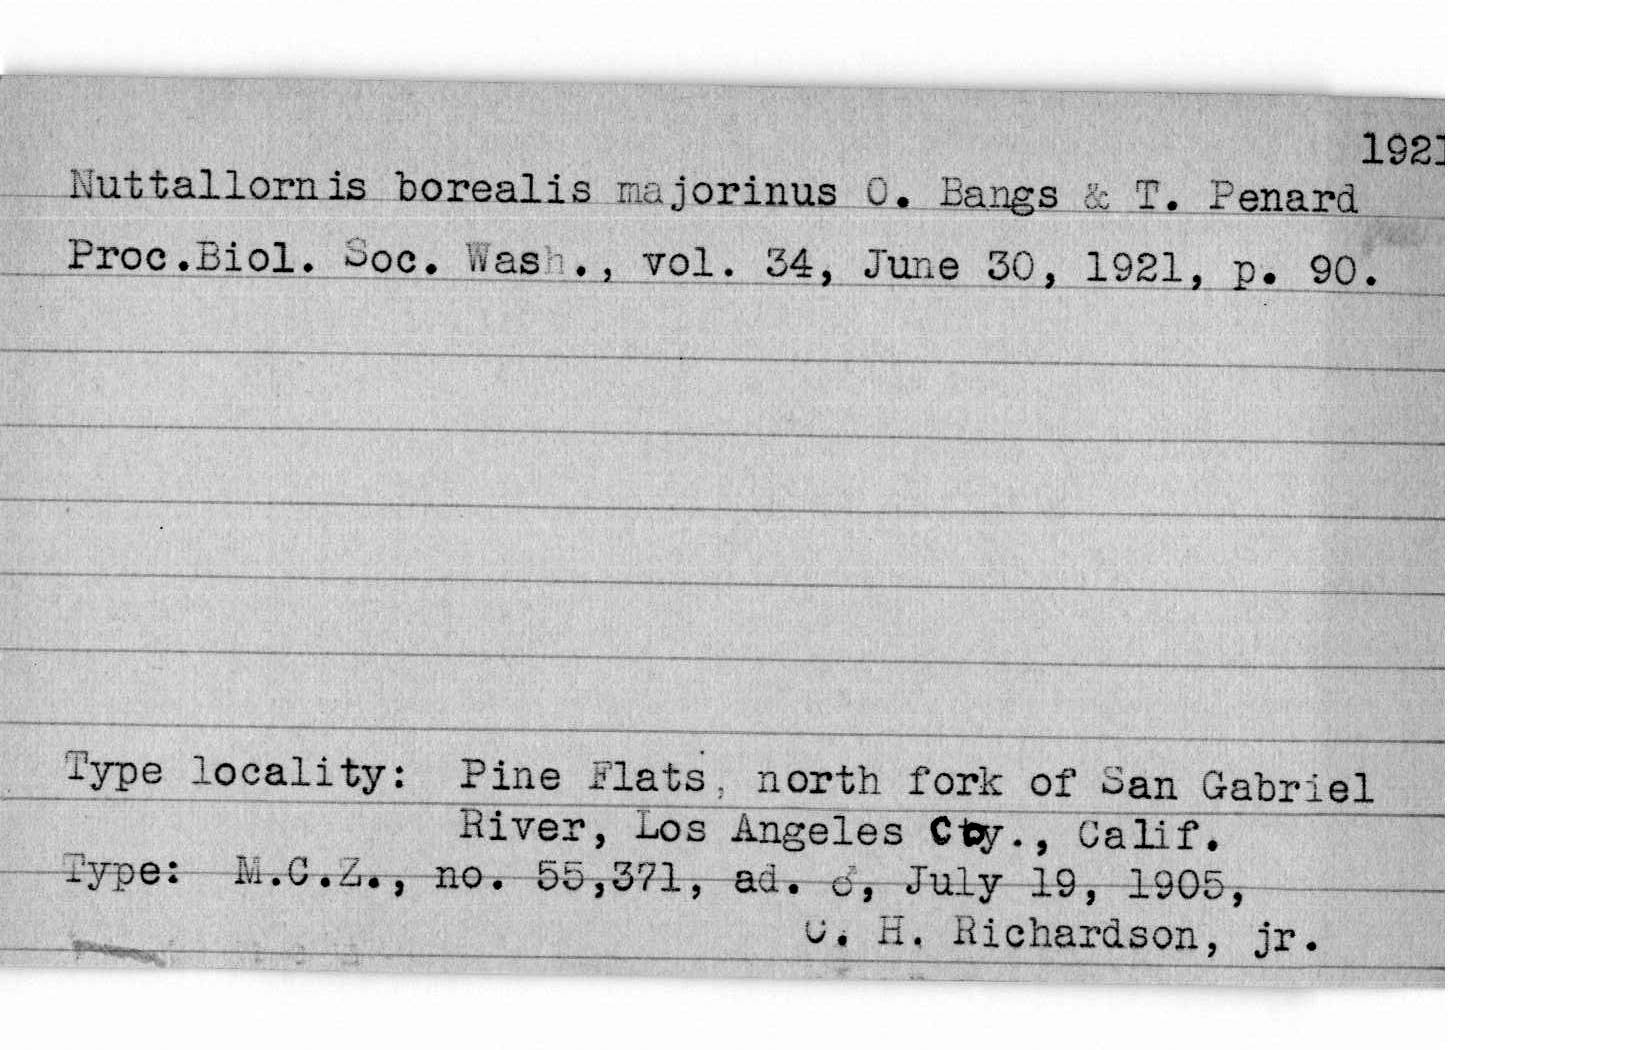 1921
Nuttallornis borealis majorinus O. Bangs & T. Penard
Proc.Biol. Soc. Wash., vol. 34, June 30, 1921, p. 90.
Type locality: Pine Flats, north fork of San Gabriel
River, Los Angeles Cty., Calif.
Type: M.C.Z., no. 55,371, ad. ♂, July 19, 1905,
C. H. Richardson, jr.